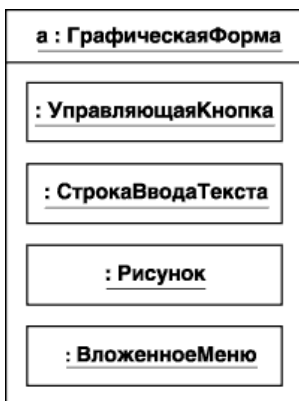 a : ГрафическаяФорма
: УправляющаяКнопка
: СтрокаВводаТекста
: Рисунок
: ВложенноеМеню